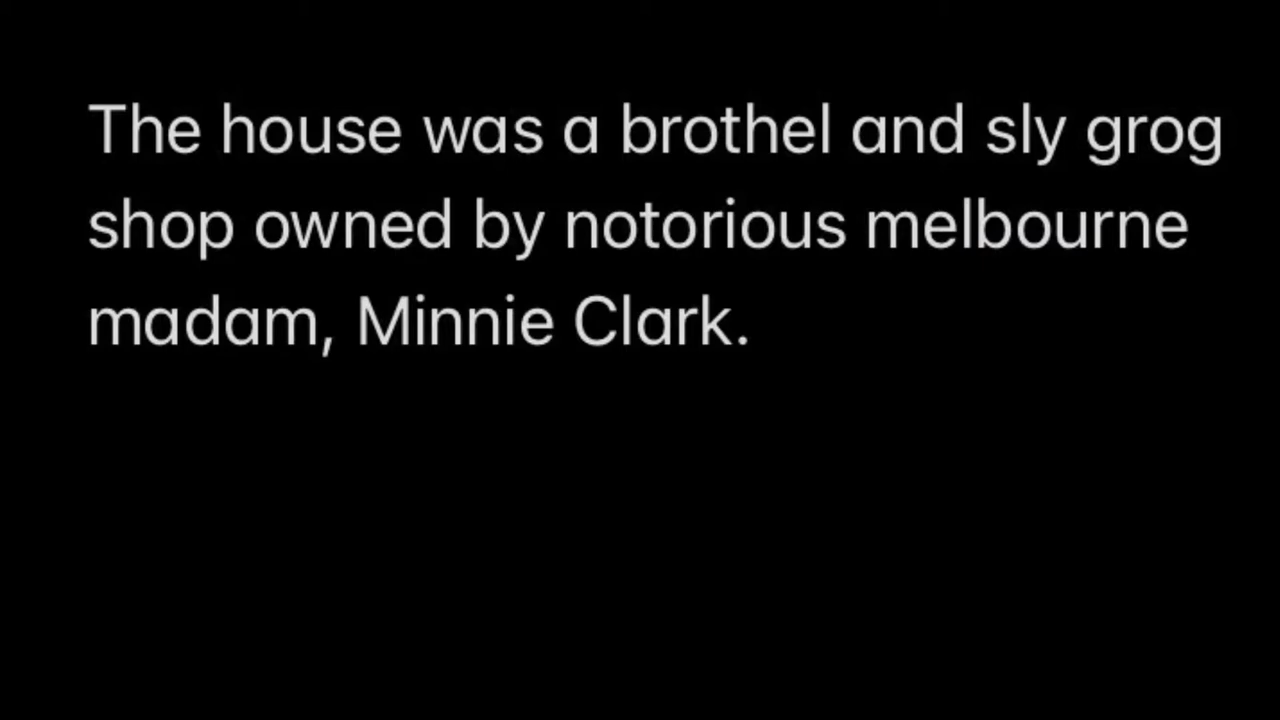 The house was a brothel and sly grog
shop owned by notorious melbourne
madam, Minnie Clark.